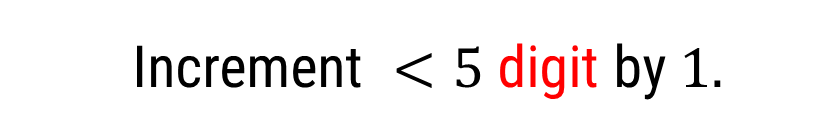 Increment < 5 digit by 1.